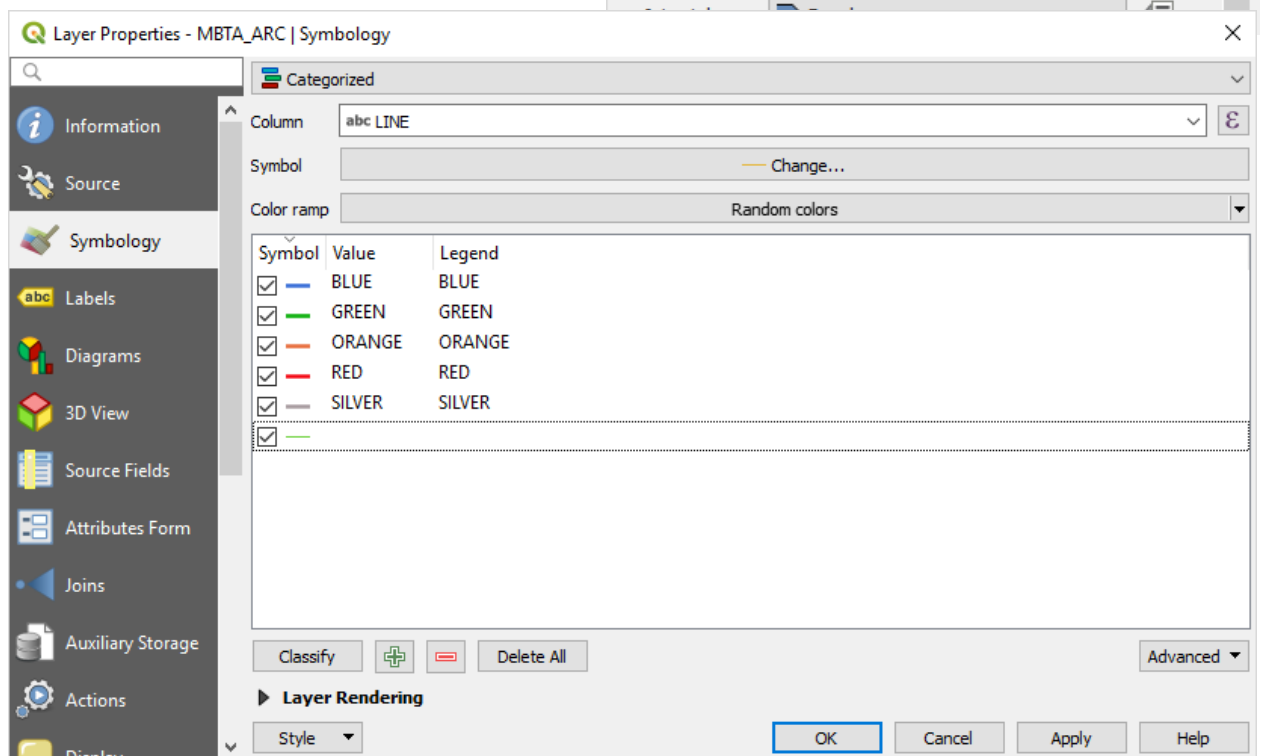 Layer Properties - MBTA_ARC | Symbology
Categorized
Information
Column abc LINE ε
Symbol Change...
Source
Color ramp Random colors
Symbology
Symbol Value Legend
BLUE BLUE
abc Labels
GREEN GREEN
ORANGE ORANGE
Diagrams
RED RED
SILVER SILVER
3D View
Source Fields
Attributes Form
Joins
Auxiliary Storage
Classify Delete All Advanced
Actions
Layer Rendering
Style OK Cancel Apply Help
Display